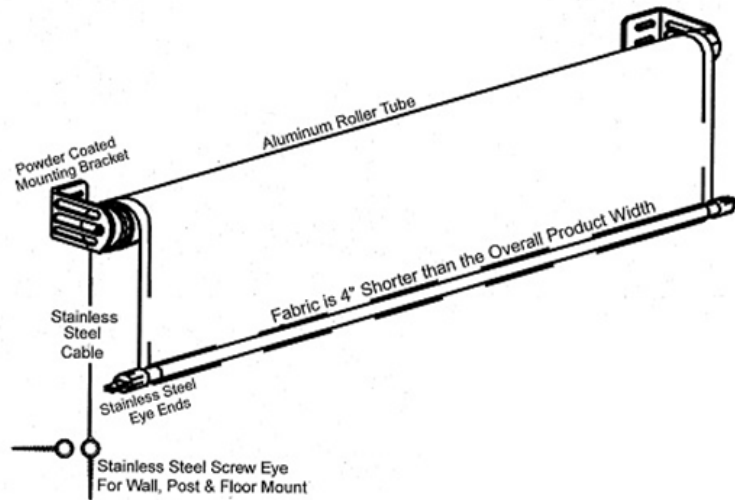 Aluminum Roller Tube
Powder Coated
Mounting Bracket
Fabric is 4" Shorter than the Overall Product Width
Stainless
Steel
Cable
Stainless Steel
Eye Ends
Stainless Steel Screw Eye
For Wall, Post & Floor Mount